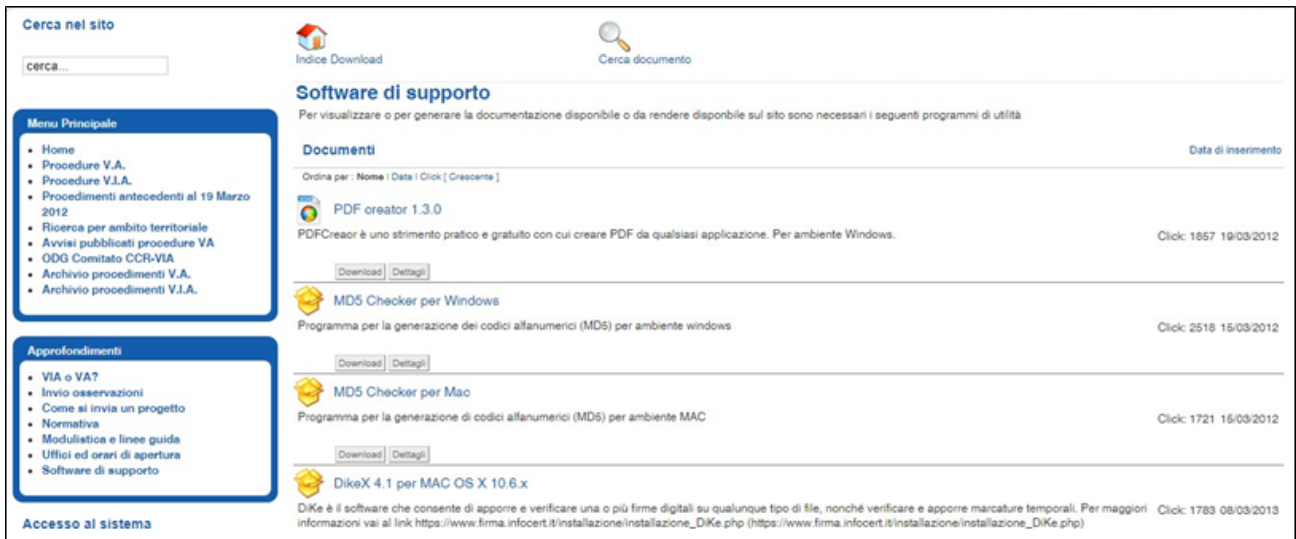 Cerca nel sito
cerca...
Menu Principale
Home
Procedure V.A.
Procedure V.I.A.
Procedimenti antecedenti al 19 Marzo
2012
Ricerca per ambito territoriale
Avvisi pubblicati procedure VA
ODG Comitato CCR-VIA
Archivio procedimenti V.A.
Archivio procedimenti V.I.A.
Approfondimenti
VIA o VA?
Invio osservazioni
Come si invia un progetto
Normativa
Modulistica e linee guida
Uffici ed orari di apertura
Software di supporto
Accesso al sistema
Indice Download
Cerca documento
Software di supporto
Per visualizzare o per generare la documentazione disponibile o da rendere disponbile sul sito sono necessari i seguenti programmi di utilità
Documenti
Data di inserimento
Ordina per : Nome | Data | Click [ Crescente ]
PDF creator 1.3.0
PDFCreaor è uno strimento pratico e gratuito con cui creare PDF da qualsiasi applicazione. Per ambiente Windows.
Click: 1857 19/03/2012
Download Dettagli
MD5 Checker per Windows
Programma per la generazione dei codici alfanumerici (MD5) per ambiente windows
Click: 2518 15/03/2012
Download Dettagli
MD5 Checker per Mac
Programma per la generazione di codici alfanumerici (MD5) per ambiente MAC
Click: 1721 15/03/2012
Download Dettagli
DikeX 4.1 per MAC OS X 10.6.x
DiKe è il software che consente di apporre e verificare una o più firme digitali su qualunque tipo di file, nonché verificare e apporre marcature temporali. Per maggiori
informazioni vai al link https://www.firma.infocert.it/installazione/installazione_DiKe.php (https://www.firma.infocert.it/installazione/installazione_DiKe.php)
Click: 1783 08/03/2013